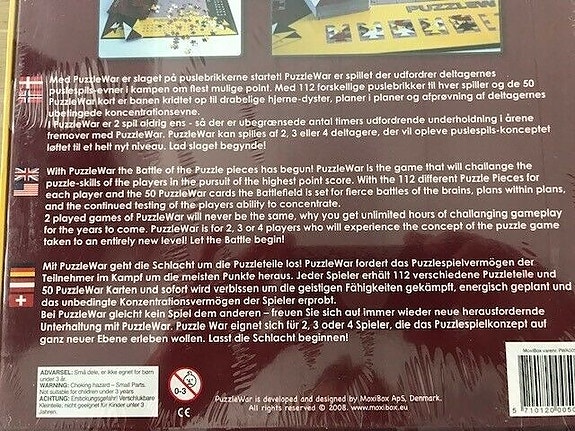 PUZZLEW
Med PuzzleWar er slaget på puslebrikkerne startet! PuzzleWar er spillet der udfordrer deltagernes
puslespils-evner i kampen om flest mulige point. Med 112 forskellige puslebrikker til hver spiller og de 50
PuzzleWar kort er banen kridtet op til drabelige hjerne-dyster, planer i planer og afprøvning af deltagernes
ubetingede koncentrationsevne.
I PuzzleWar er 2 spil aldrig ens - så der er ubegrænsede antal timers udfordrende underholdning i årene
fremover med PuzzleWar. PuzzleWar kan spilles af 2, 3 eller 4 deltagere, der vil opleve puslespils-konceptet
løftet til et helt nyt niveau. Lad slaget begynde!
With PuzzleWar the Battle of the Puzzle pieces has begun! PuzzleWar is the game that will challange the
puzzle-skills of the players in the pursuit of the highest point score. With the 112 different Puzzle Pieces for
each player and the 50 PuzzleWar cards the Battlefield is set for fierce battles of the brains, plans within plans,
and the continued testing of the players ability to concentrate.
2 played games of PuzzleWar will never be the same, why you get unlimited hours of challanging gameplay
for the years to come. PuzzleWar is for 2, 3 or 4 players who will experience the concept of the puzzle game
taken to an entirely new level! Let the Battle begin!
Mit PuzzleWar geht die Schlacht um die Puzzleteile los! PuzzleWar fordert das Puzzlespielvermögen der
Teilnehmer im Kampf um die meisten Punkte heraus. Jeder Spieler erhält 112 verschiedene Puzzleteile und
50 PuzzleWar Karten und sofort wird verbissen um die geistigen Fähigkeiten gekämpft, energisch geplant und
das unbedingte Konzentrationsvermögen der Spieler erprobt.
Bei PuzzleWar gleicht kein Spiel dem anderen – freuen Sie sich auf immer wieder neue herausfordernde
Unterhaltung mit PuzzleWar. Puzzle War eignet sich für 2, 3 oder 4 Spieler, die das Puzzlespielkonzept auf
ganz neuer Ebene erleben wollen. Lasst die Schlacht beginnen!
ADVARSEL: Små dele, er ikke egnet for børn
under 3 år.
WARNING: Choking hazard – Small Parts.
Not suitable for children under 3 years
ACHTUNG: Erstickungsgefahr! Verschlukbare
Kleinteile, nicht geeignet für Kinder unter 3
Jahren.
0-3
CE
PuzzleWar is developed and designed by MoxiBox ApS, Denmark.
All rights reserved © 2008. www.moxibox.eu
MoxiBox varenr.
5 710120 0050